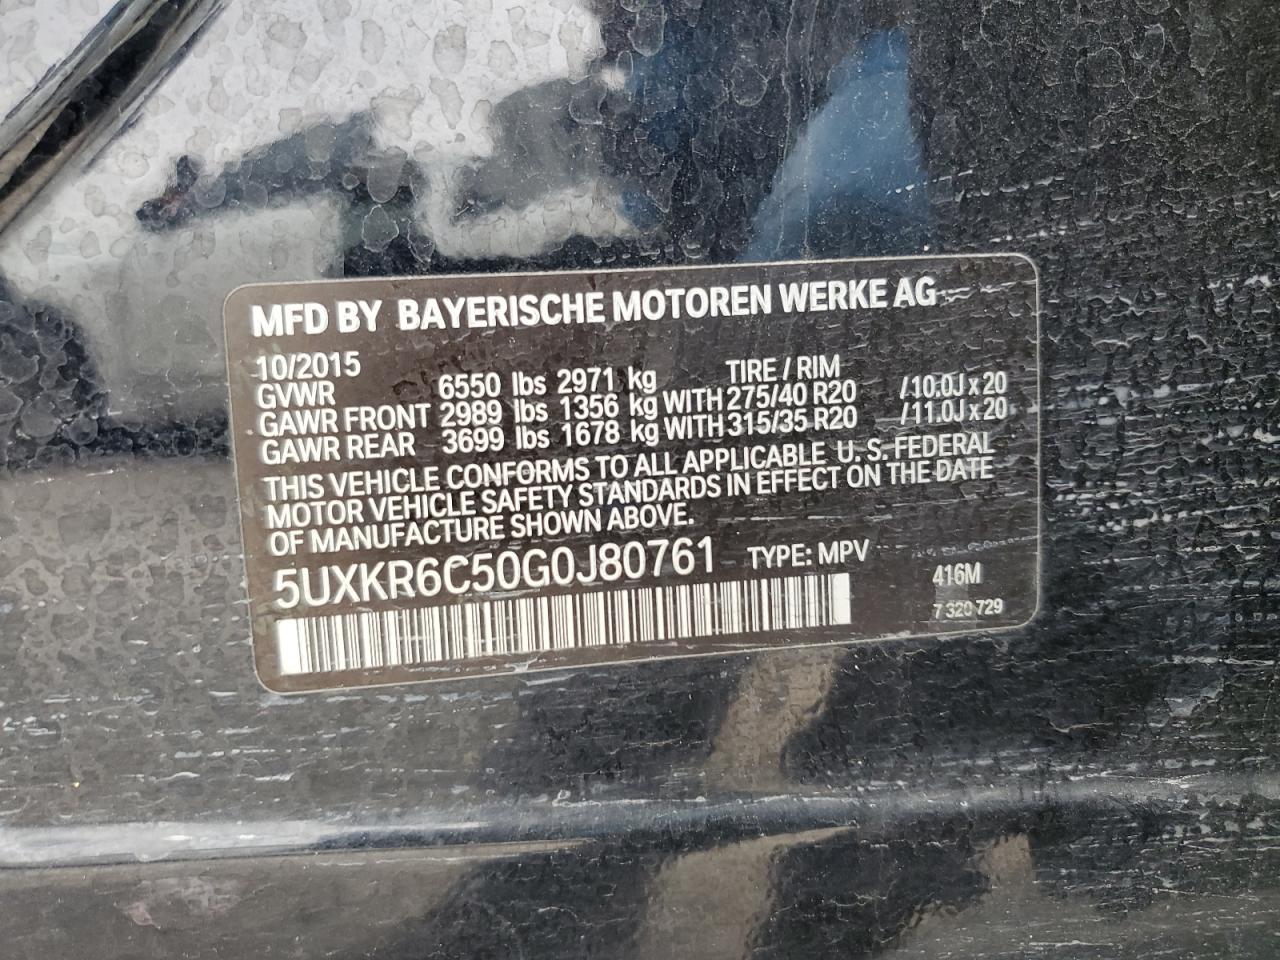 MFD BY BAYERISCHE MOTOREN WERKE AG
10/2015 TIRE / RIM
GVWR 6550 lbs 2971 kg
GAWR FRONT 2989 lbs 1356 kg WITH 275/40 R20 /10.0J x 20
GAWR REAR 3699 lbs 1678 kg WITH 315/35 R20 /11.0J x 20
THIS VEHICLE CONFORMS TO ALL APPLICABLE U.S. FEDERAL
MOTOR VEHICLE SAFETY STANDARDS IN EFFECT ON THE DATE
OF MANUFACTURE SHOWN ABOVE.
5UXKR6C50G0J80761 TYPE: MPV
416M
7 320 729